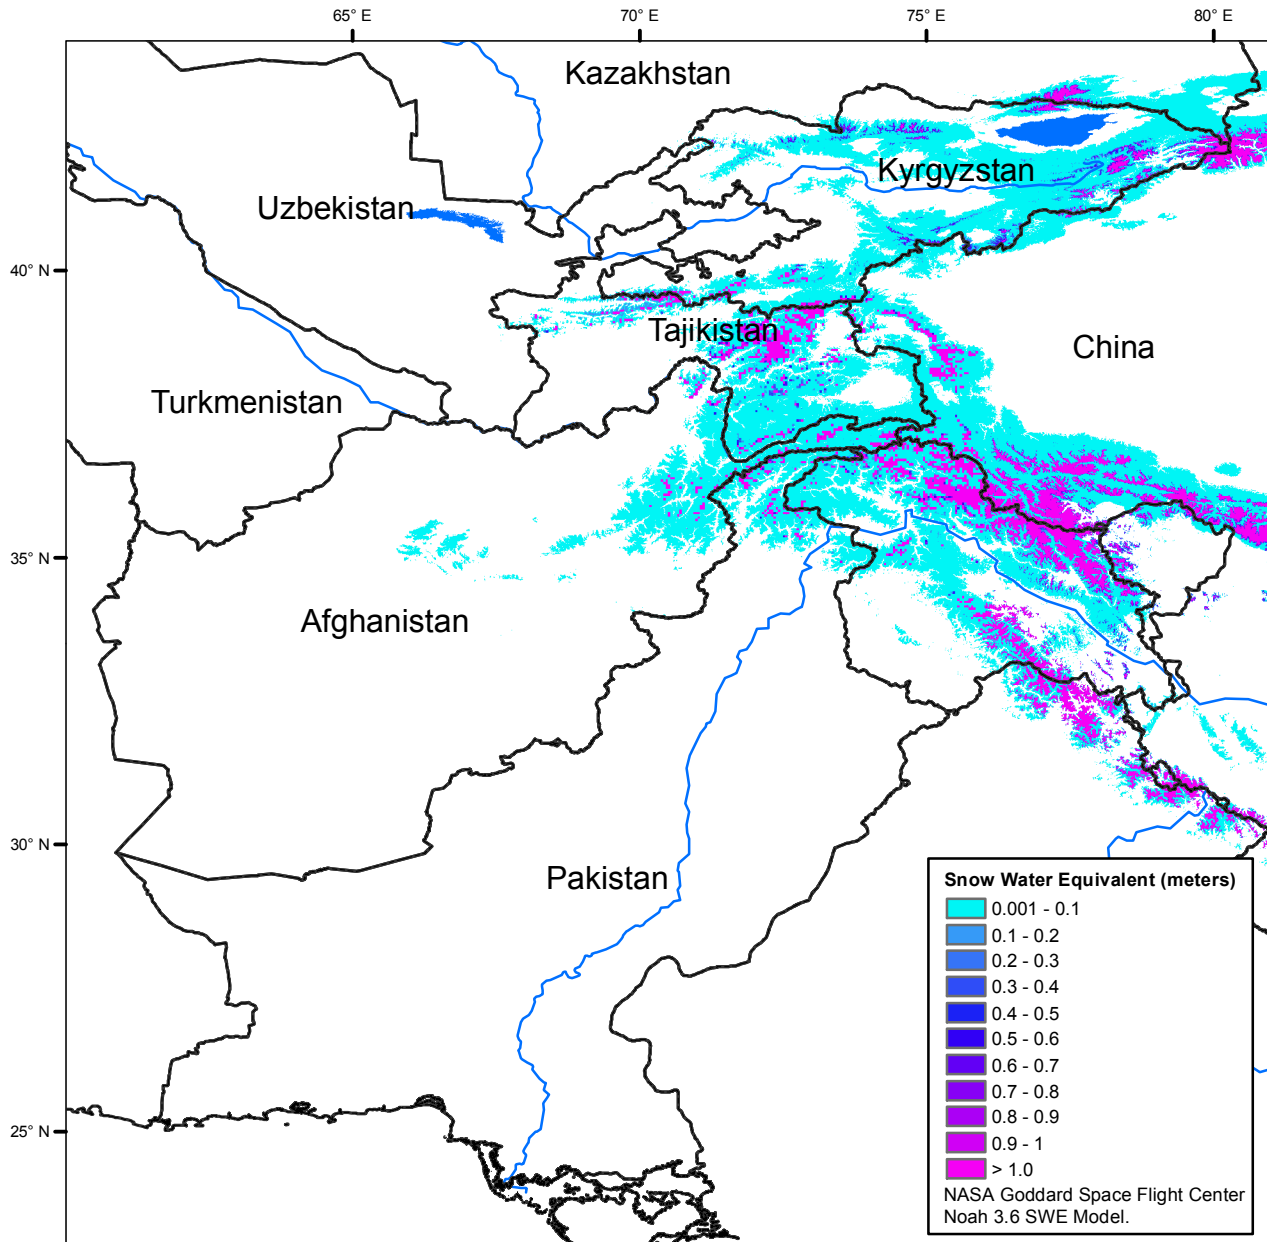 65° E
70° E
75° E
80° E
Kazakhstan
Kyrgyzstan
Uzbekistan
40° N
Tajikistan
China
Turkmenistan
35° N
Afghanistan
30° N
Pakistan
25° N
Snow Water Equivalent (meters)
0.001 - 0.1
0.1 - 0.2
0.2 - 0.3
0.3 - 0.4
0.4 - 0.5
0.5 - 0.6
0.6 - 0.7
0.7 - 0.8
0.8 - 0.9
0.9 - 1
> 1.0
NASA Goddard Space Flight Center
Noah 3.6 SWE Model.